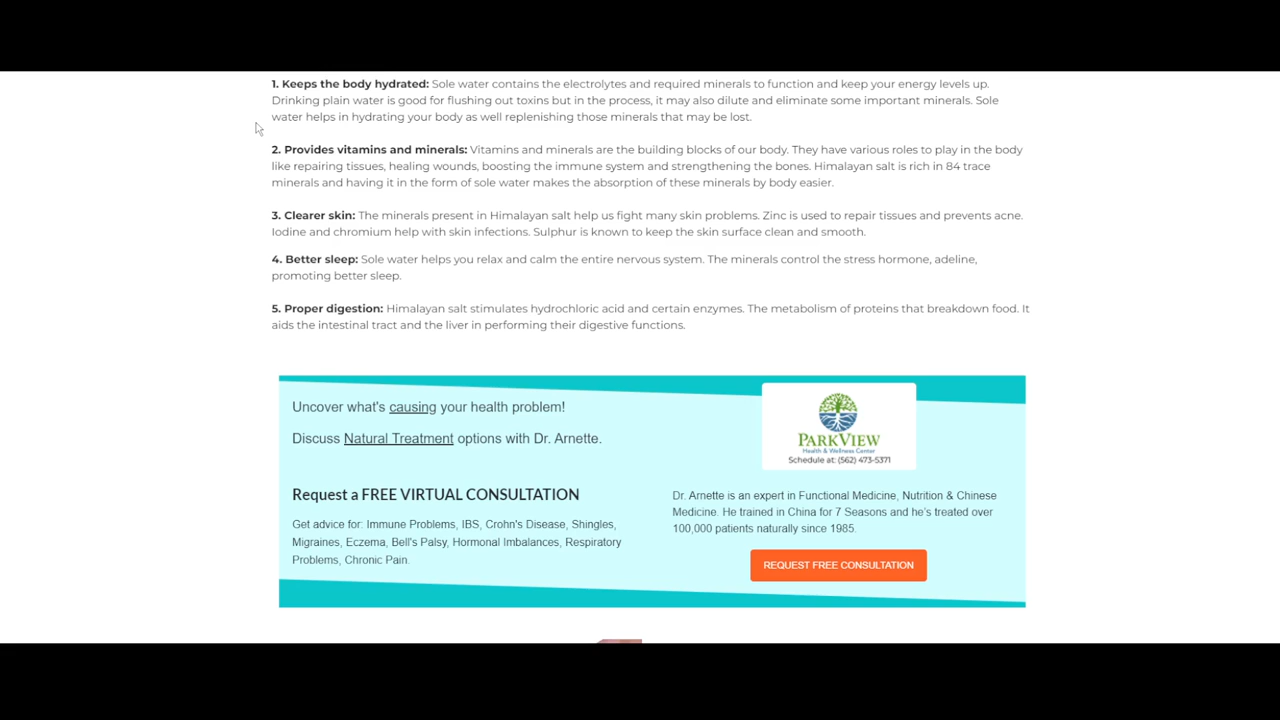 1. Keeps the body hydrated: Sole water contains the electrolytes and required minerals to function and keep your energy levels up.
Drinking plain water is good for flushing out toxins but in the process, it may also dilute and eliminate some important minerals. Sole
water helps in hydrating your body as well replenishing those minerals that may be lost.
2. Provides vitamins and minerals: Vitamins and minerals are the building blocks of our body. They have various roles to play in the body
like repairing tissues, healing wounds, boosting the immune system and strengthening the bones. Himalayan salt is rich in 84 trace
minerals and having it in the form of sole water makes the absorption of these minerals by body easier.
3. Clearer skin: The minerals present in Himalayan salt help us fight many skin problems. Zinc is used to repair tissues and prevents acne.
Iodine and chromium help with skin infections. Sulphur is known to keep the skin surface clean and smooth.
4. Better sleep: Sole water helps you relax and calm the entire nervous system. The minerals control the stress hormone, adeline,
promoting better sleep.
5. Proper digestion: Himalayan salt stimulates hydrochloric acid and certain enzymes. The metabolism of proteins that breakdown food. It
aids the intestinal tract and the liver in performing their digestive functions.
Uncover what's causing your health problem!
Discuss Natural Treatment options with Dr. Arnette.
Request a FREE VIRTUAL CONSULTATION
Get advice for: Immune Problems, IBS, Crohn's Disease, Shingles,
Migraines, Eczema, Bell's Palsy, Hormonal Imbalances, Respiratory
Problems, Chronic Pain.
PARKVIEW
Health & Wellness Center
Schedule at: (562) 473-5371
Dr. Arnette is an expert in Functional Medicine, Nutrition & Chinese
Medicine. He trained in China for 7 Seasons and he's treated over
100,000 patients naturally since 1985.
REQUEST FREE CONSULTATION